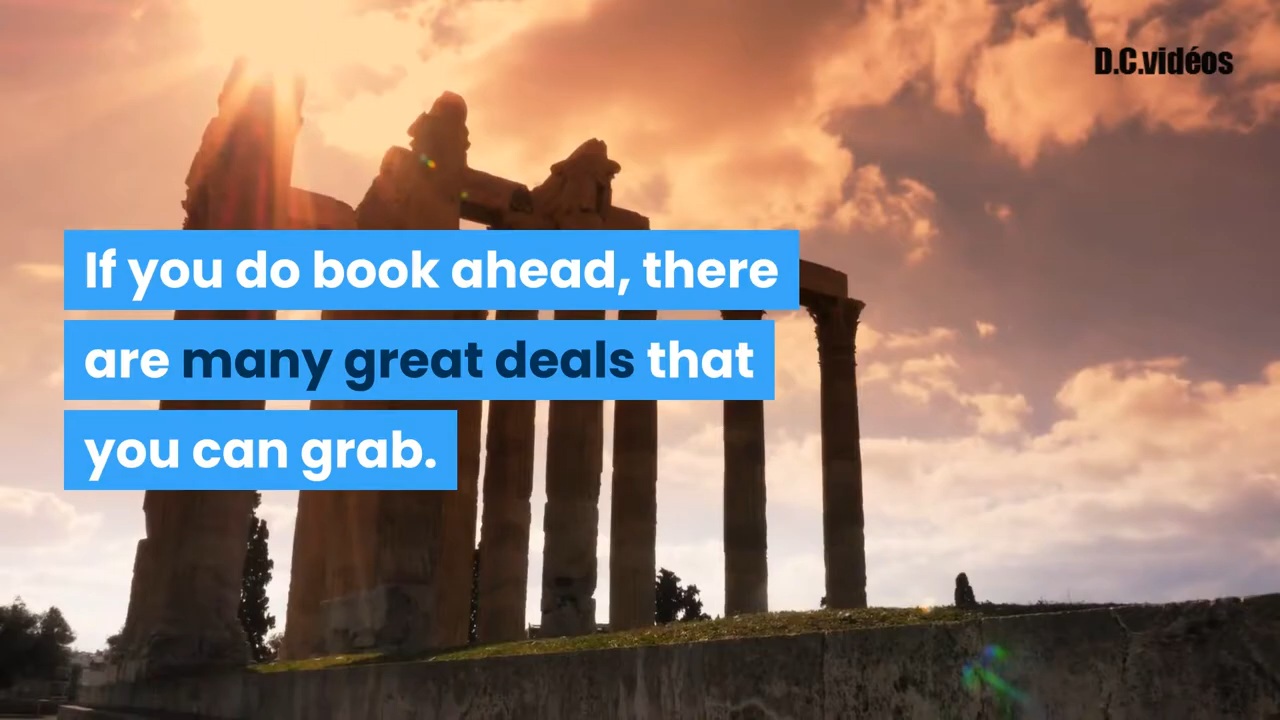 D.C.vidéos
If you do book ahead, there
are many great deals that
you can grab.